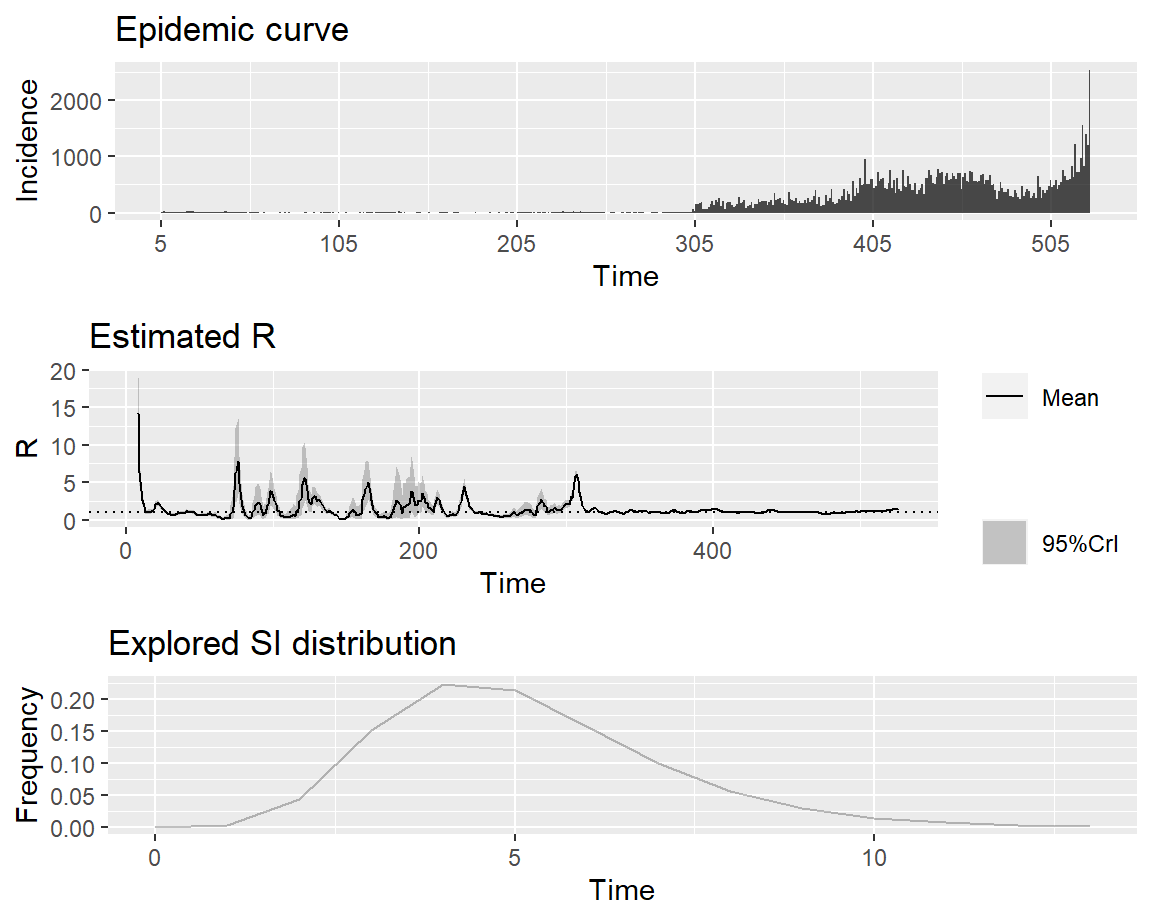 Epidemic curve
Incidence
2000
1000
0
5 105 205 305 405 505
Time
Estimated R
R
20
15
10
5
0
0 200 400
Time
Mean
95%CrI
Explored SI distribution
Frequency
0.20
0.15
0.10
0.05
0.00
0 5 10
Time